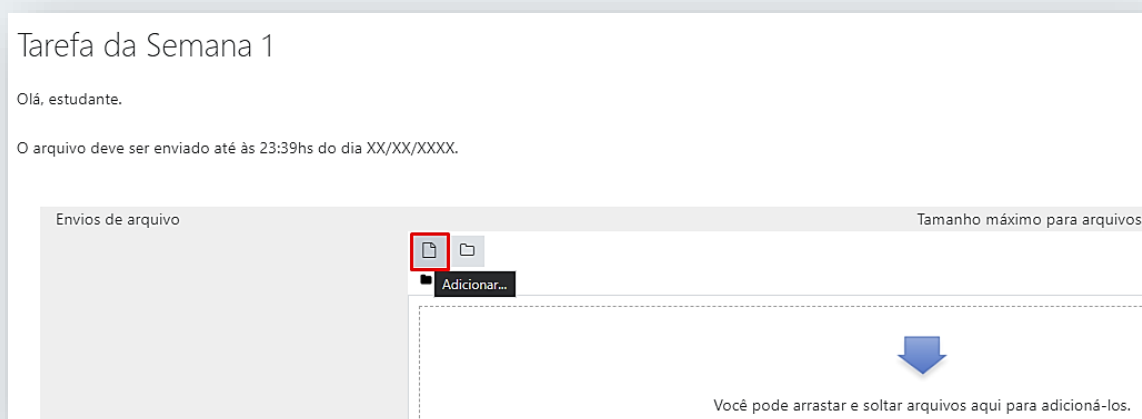 Tarefa da Semana 1
Olá, estudante.
O arquivo deve ser enviado até às 23:39hs do dia XX/XX/XXXX.
Envios de arquivo
Tamanho máximo para arquivos
Adicionar...
Você pode arrastar e soltar arquivos aqui para adicioná-los.